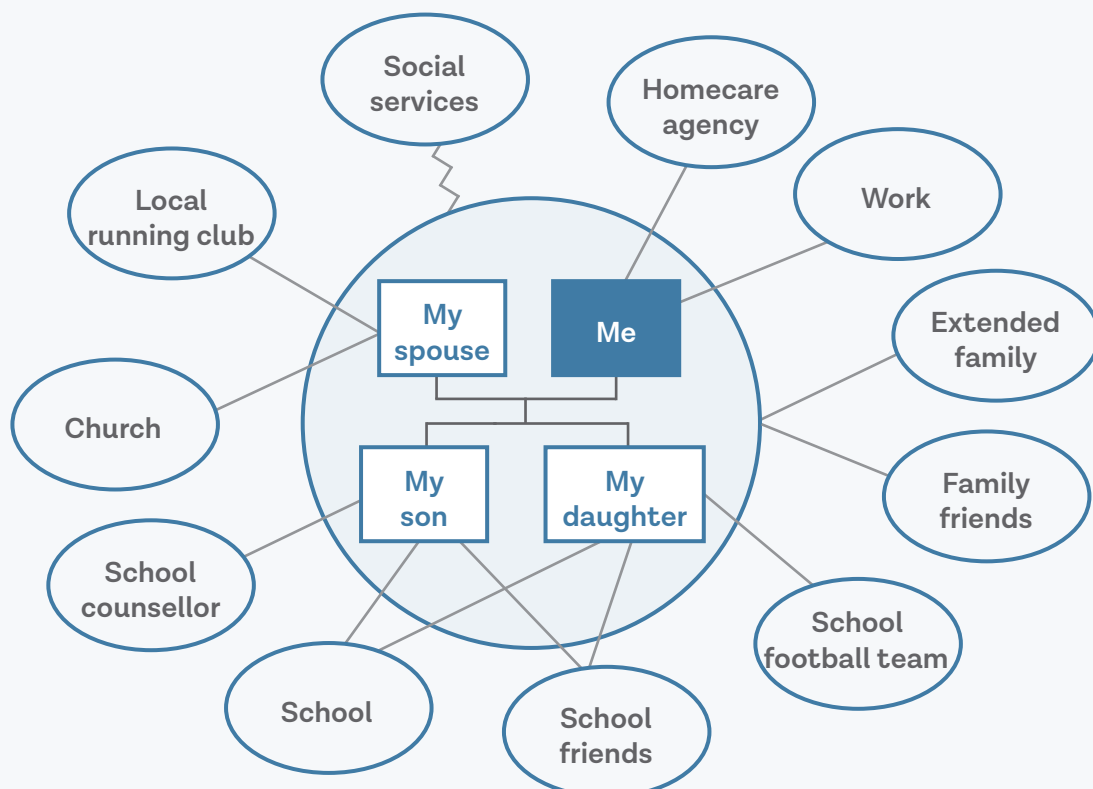 Social
services
Homecare
agency
Work
Local
running club
Extended
family
My
spouse
Me
Church
My
son
My
daughter
Family
friends
School
counsellor
School
football team
School
School
friends